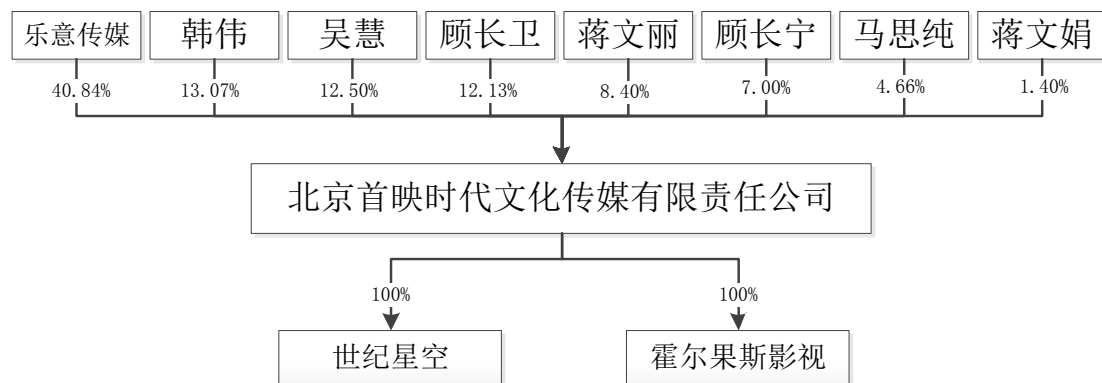 乐意传媒 韩伟 吴慧 顾长卫 蒋文丽 顾长宁 马思纯 蒋文娟
40.84% 13.07% 12.50% 12.13% 8.40% 7.00% 4.66% 1.40%
北京首映时代文化传媒有限责任公司
100% 100%
世纪星空 霍尔果斯影视